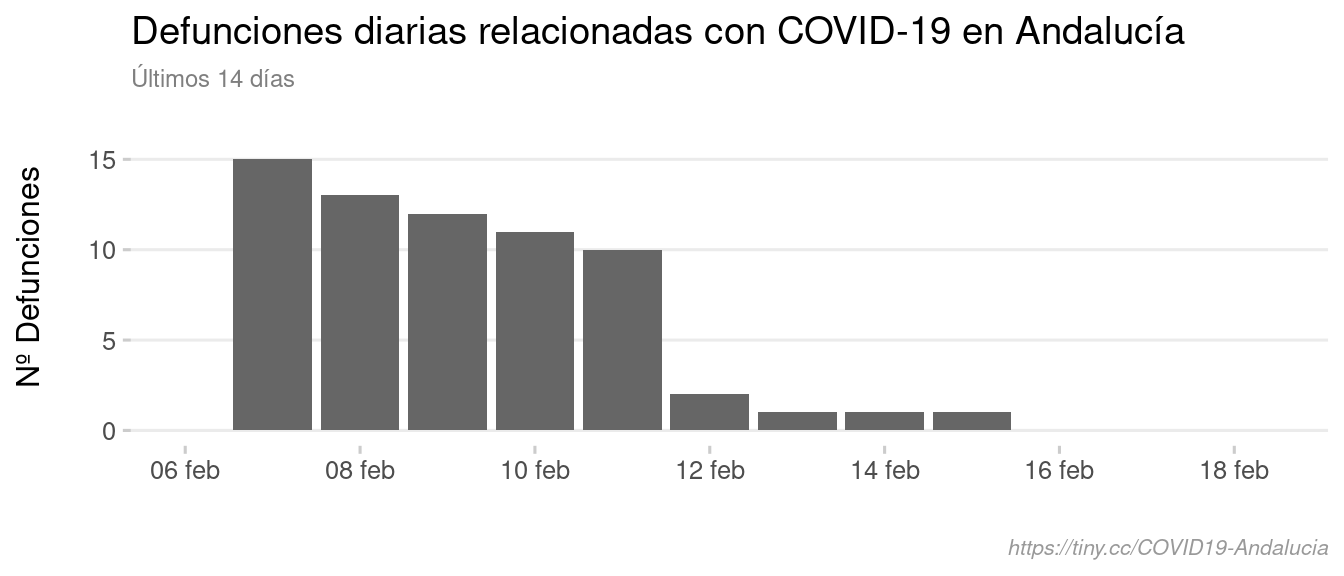 Defunciones diarias relacionadas con COVID-19 en Andalucía
Últimos 14 días
Nº Defunciones
15
10
5
0
06 feb
08 feb
10 feb
12 feb
14 feb
16 feb
18 feb
https://tiny.cc/COVID19-Andalucia